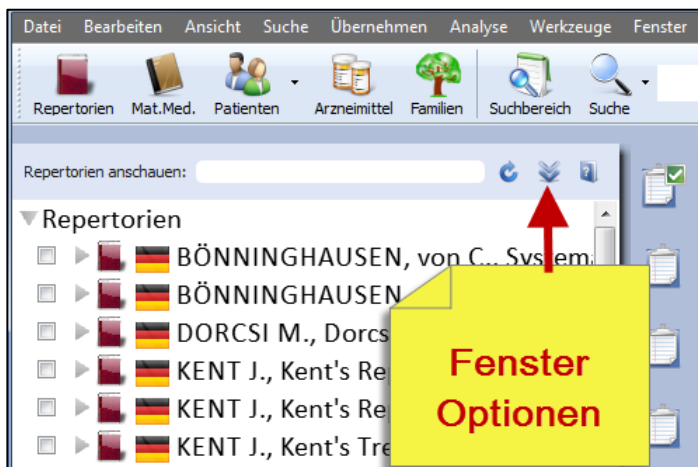 Datei Bearbeiten Ansicht Suche Übernehmen Analyse Werkzeuge Fenster
Repertorien Mat.Med. Patienten Arzneimittel Familien Suchbereich Suche
Repertorien anschauen:
Repertorien
BÖNNINGHAUSEN, von C., System
BÖNNINGHAUSEN
DORCSI M., Dorcs
KENT J., Kent's Re
KENT J., Kent's Re
KENT J., Kent's Tre
Fenster
Optionen